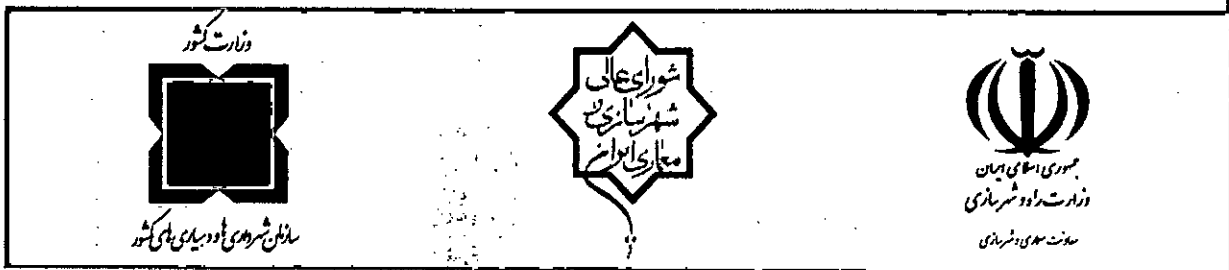 جمهوری اسلامی ایران
وزارت راه و شهرسازی
معاونت معماری و شهرسازی
شورای عالی
شهرسازی و
معماری ایران
وزارت کشور
سازمان شهرداری ها و دهیاری های کشور